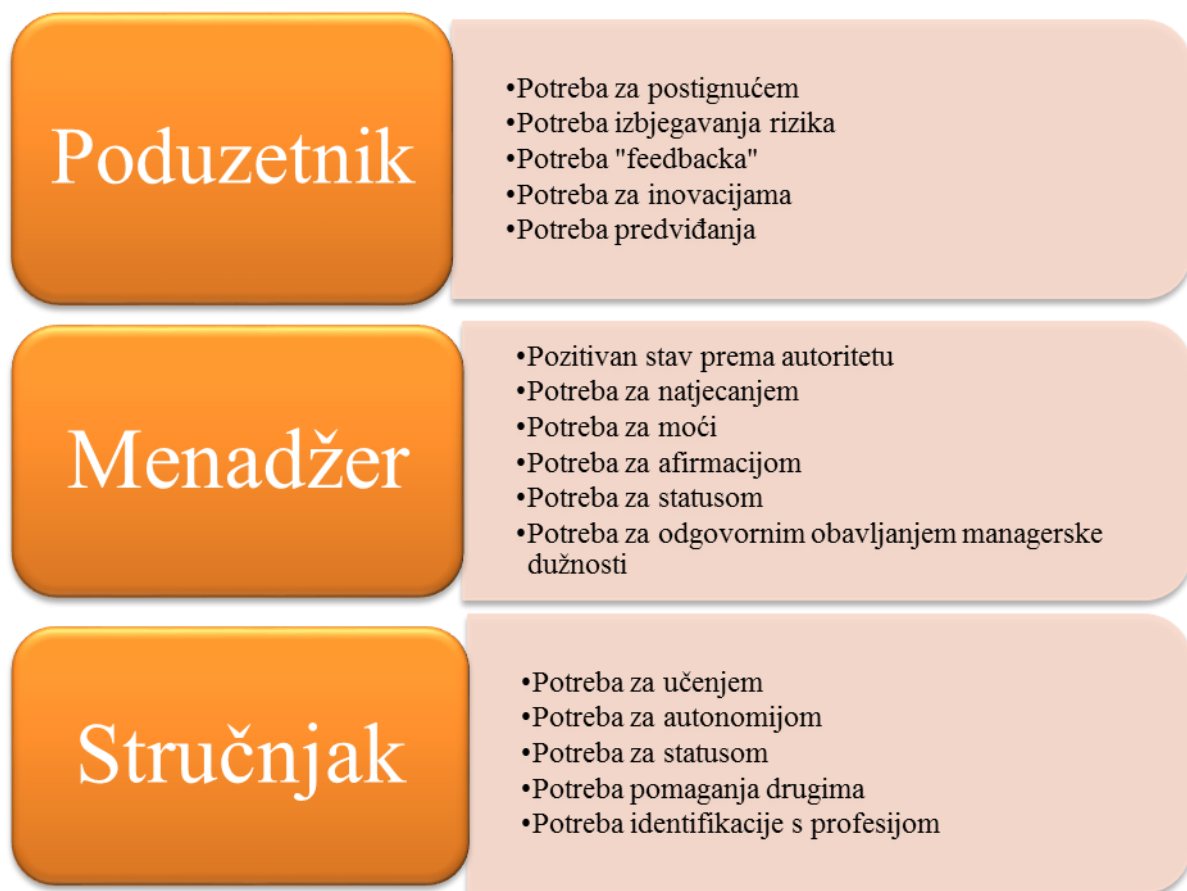 Poduzetnik
•Potreba za postignućem
•Potreba izbjegavanja rizika
•Potreba "feedbacka"
•Potreba za inovacijama
•Potreba predviđanja
Menadžer
•Pozitivan stav prema autoritetu
•Potreba za natjecanjem
•Potreba za moći
•Potreba za afirmacijom
•Potreba za statusom
•Potreba za odgovornim obavljanjem managerske
dužnosti
Stručnjak
•Potreba za učenjem
•Potreba za autonomijom
•Potreba za statusom
•Potreba pomaganja drugima
•Potreba identifikacije s profesijom